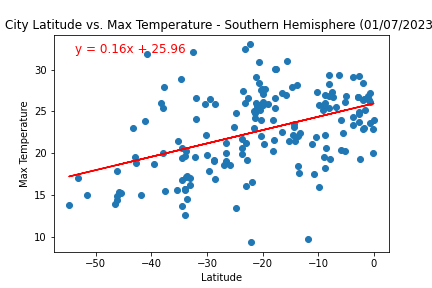 City Latitude vs. Max Temperature - Southern Hemisphere (01/07/2023
y = 0.16x + 25.96
Max Temperature
30
25
20
15
10
−50
−40
−30
−20
−10
0
Latitude